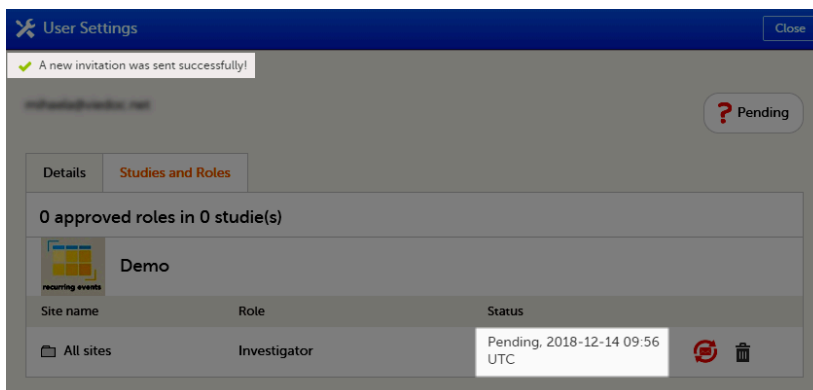 User Settings
Close
A new invitation was sent successfully!
? Pending
Details
Studies and Roles
0 approved roles in 0 studie(s)
recurring events
Demo
Site name
Role
Status
All sites
Investigator
Pending, 2018-12-14 09:56
UTC